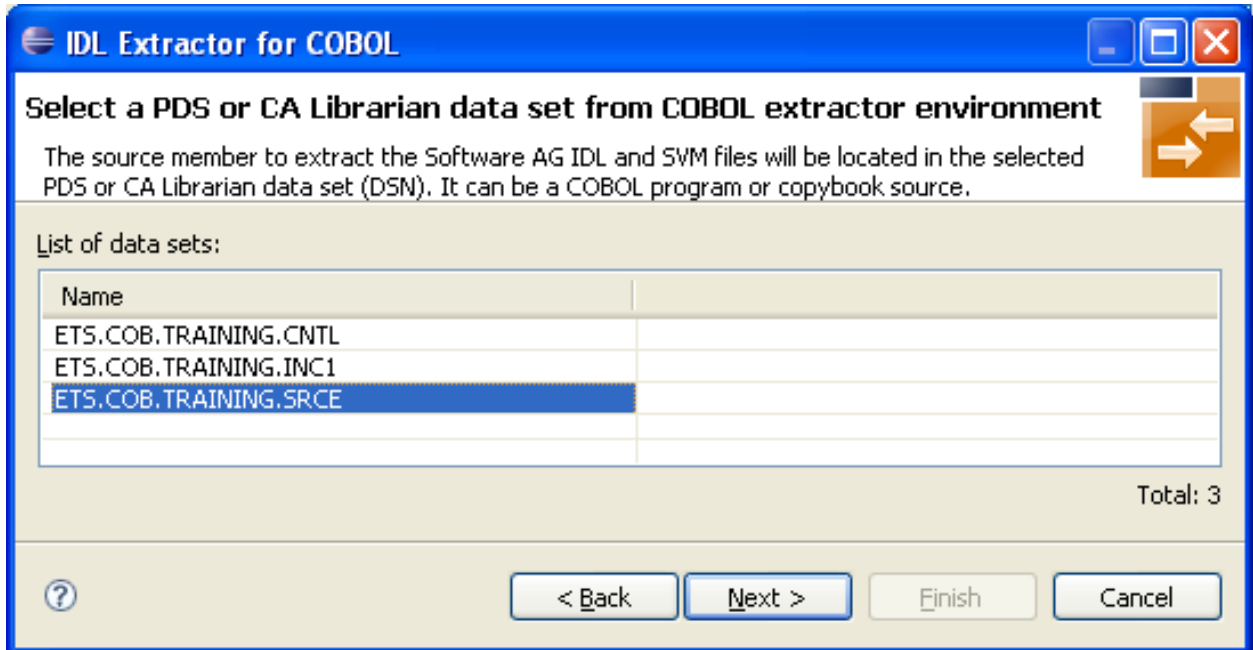 IDL Extractor for COBOL
Select a PDS or CA Librarian data set from COBOL extractor environment
The source member to extract the Software AG IDL and SVM files will be located in the selected
PDS or CA Librarian data set (DSN). It can be a COBOL program or copybook source.
List of data sets:
Name
ETS.COB.TRAINING.CNTL
ETS.COB.TRAINING.INC1
ETS.COB.TRAINING.SRCE
Total: 3
? < Back Next > Finish Cancel